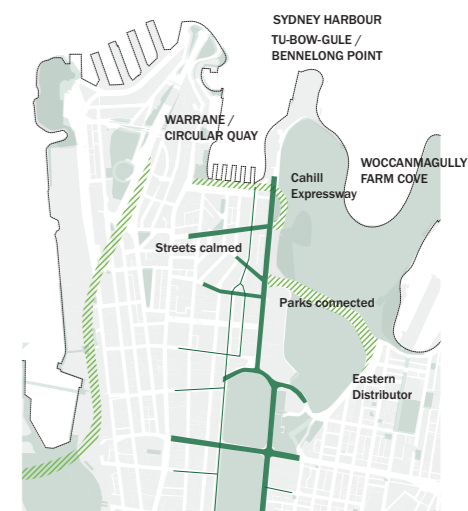 SYDNEY HARBOUR
TU-BOW-GULE /
BENNELONG POINT
WARRANE /
CIRCULAR QUAY
WOCCANMAGULLY
FARM COVE
Cahill
Expressway
Streets calmed
Parks connected
Eastern
Distributor